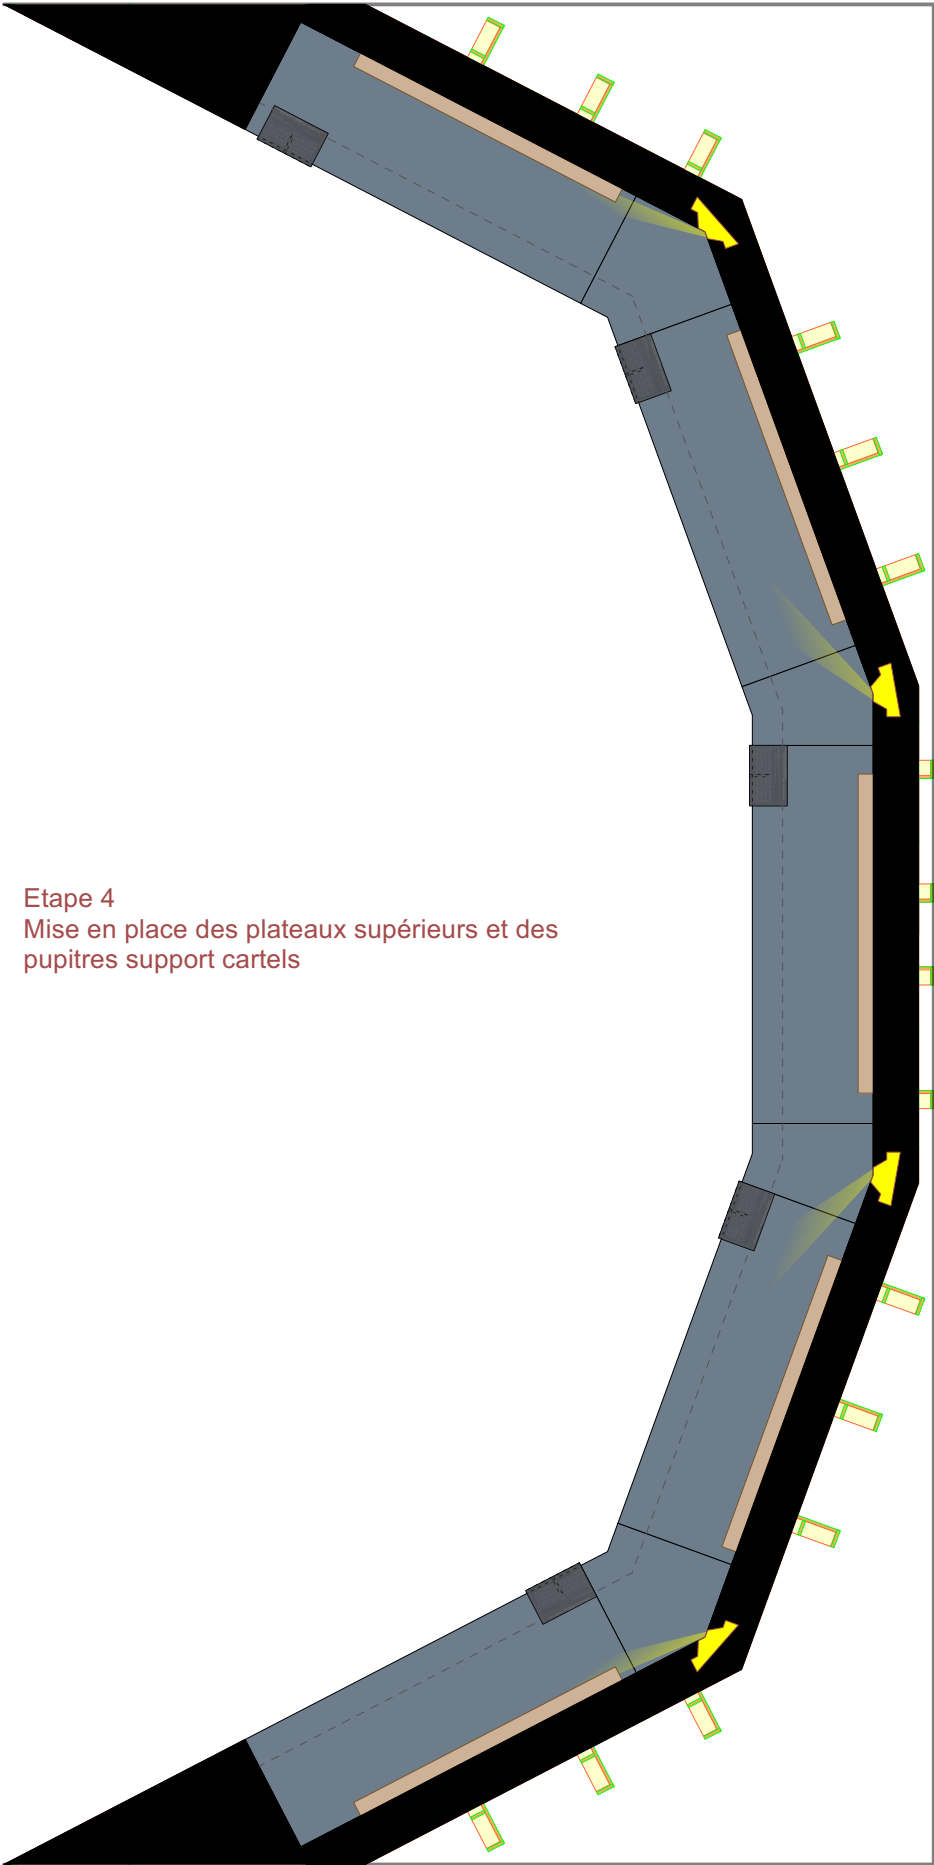 Etape 4
Mise en place des plateaux supérieurs et des
pupitres support cartels